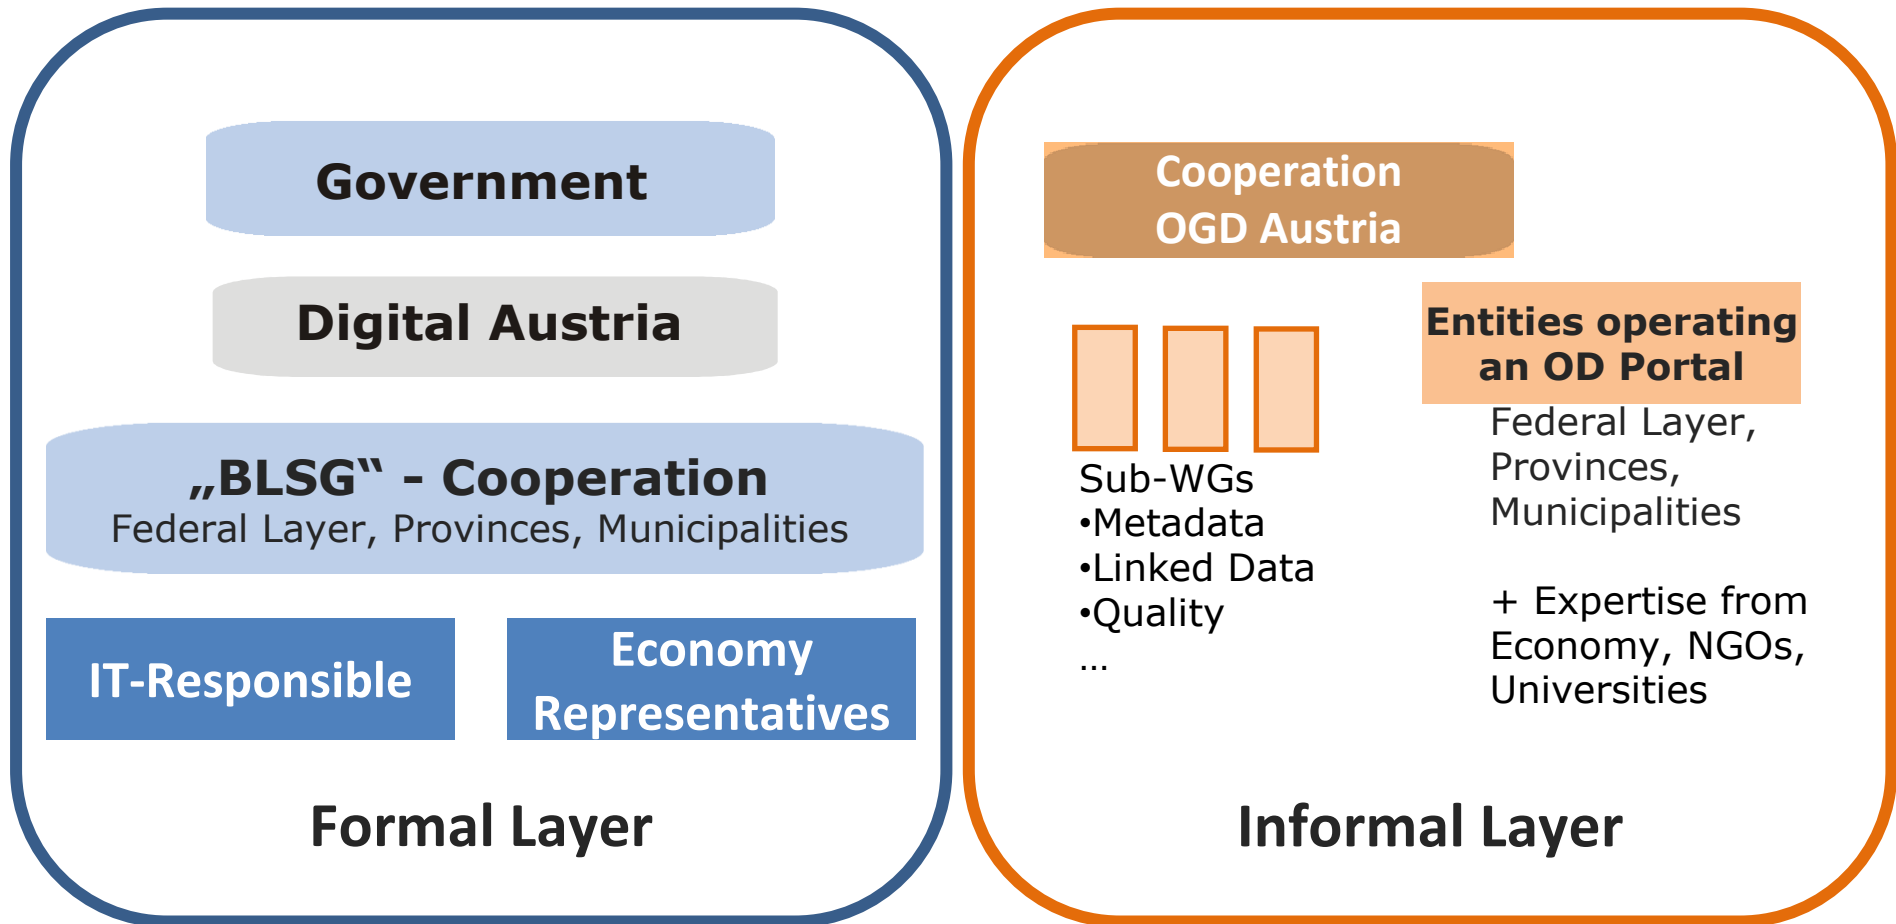 Government
Digital Austria
„BLSG“ - Cooperation
Federal Layer, Provinces, Municipalities
IT-Responsible
Economy
Representatives
Formal Layer
Cooperation
OGD Austria
Sub-WGs
•Metadata
•Linked Data
•Quality
...
Entities operating
an OD Portal
Federal Layer,
Provinces,
Municipalities
+ Expertise from
Economy, NGOs,
Universities
Informal Layer